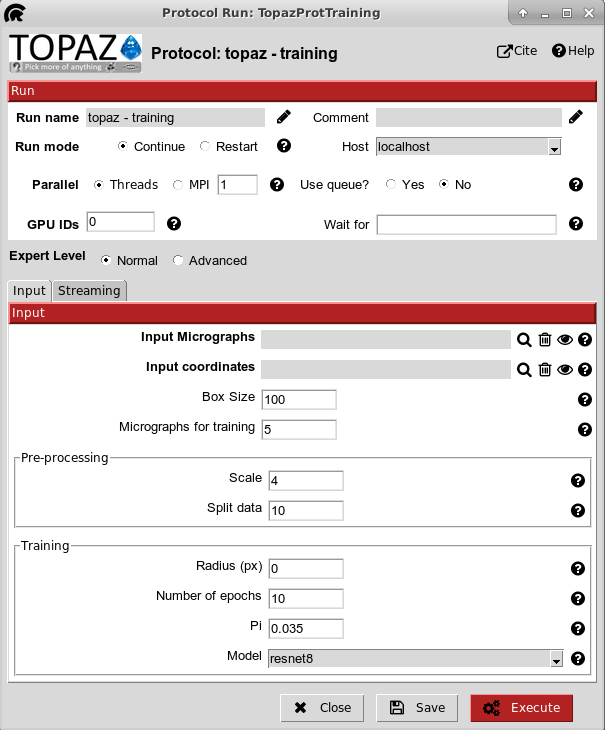 Protocol Run: TopazProtTraining
TOPAZ
Pick more of anything
Protocol: topaz - training
Cite
Help
Run
Run name topaz - training Comment
Run mode Continue Restart Host localhost
Parallel Threads MPI 1 Use queue? Yes No
GPU IDs 0 Wait for
Expert Level Normal Advanced
Input Streaming
Input
Input Micrographs
Input coordinates
Box Size 100
Micrographs for training 5
Pre-processing
Scale 4
Split data 10
Training
Radius (px) 0
Number of epochs 10
Pi 0.035
Model resnet8
Close Save Execute